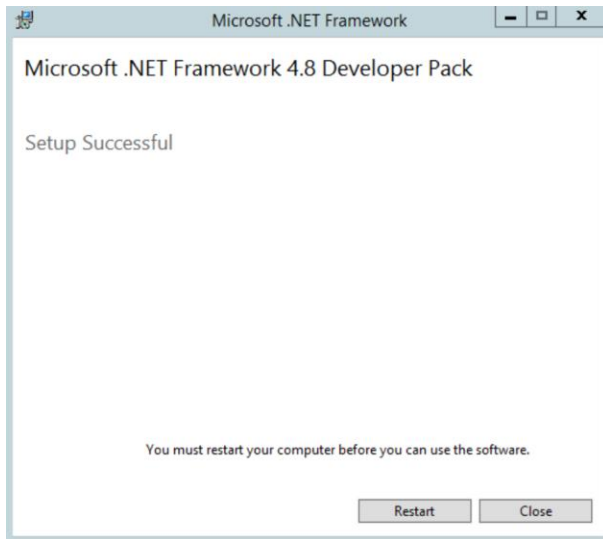 Microsoft .NET Framework
Microsoft .NET Framework 4.8 Developer Pack
Setup Successful
You must restart your computer before you can use the software.
Restart
Close